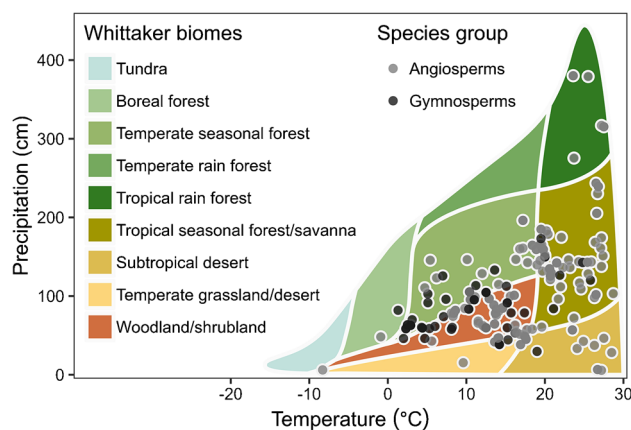 Whittaker biomes
Tundra
Boreal forest
Temperate seasonal forest
Temperate rain forest
Tropical rain forest
Tropical seasonal forest/savanna
Subtropical desert
Temperate grassland/desert
Woodland/shrubland
Species group
Angiosperms
Gymnosperms
Precipitation (cm)
400
300
200
100
0
-20
-10
0
10
20
30
Temperature (°C)